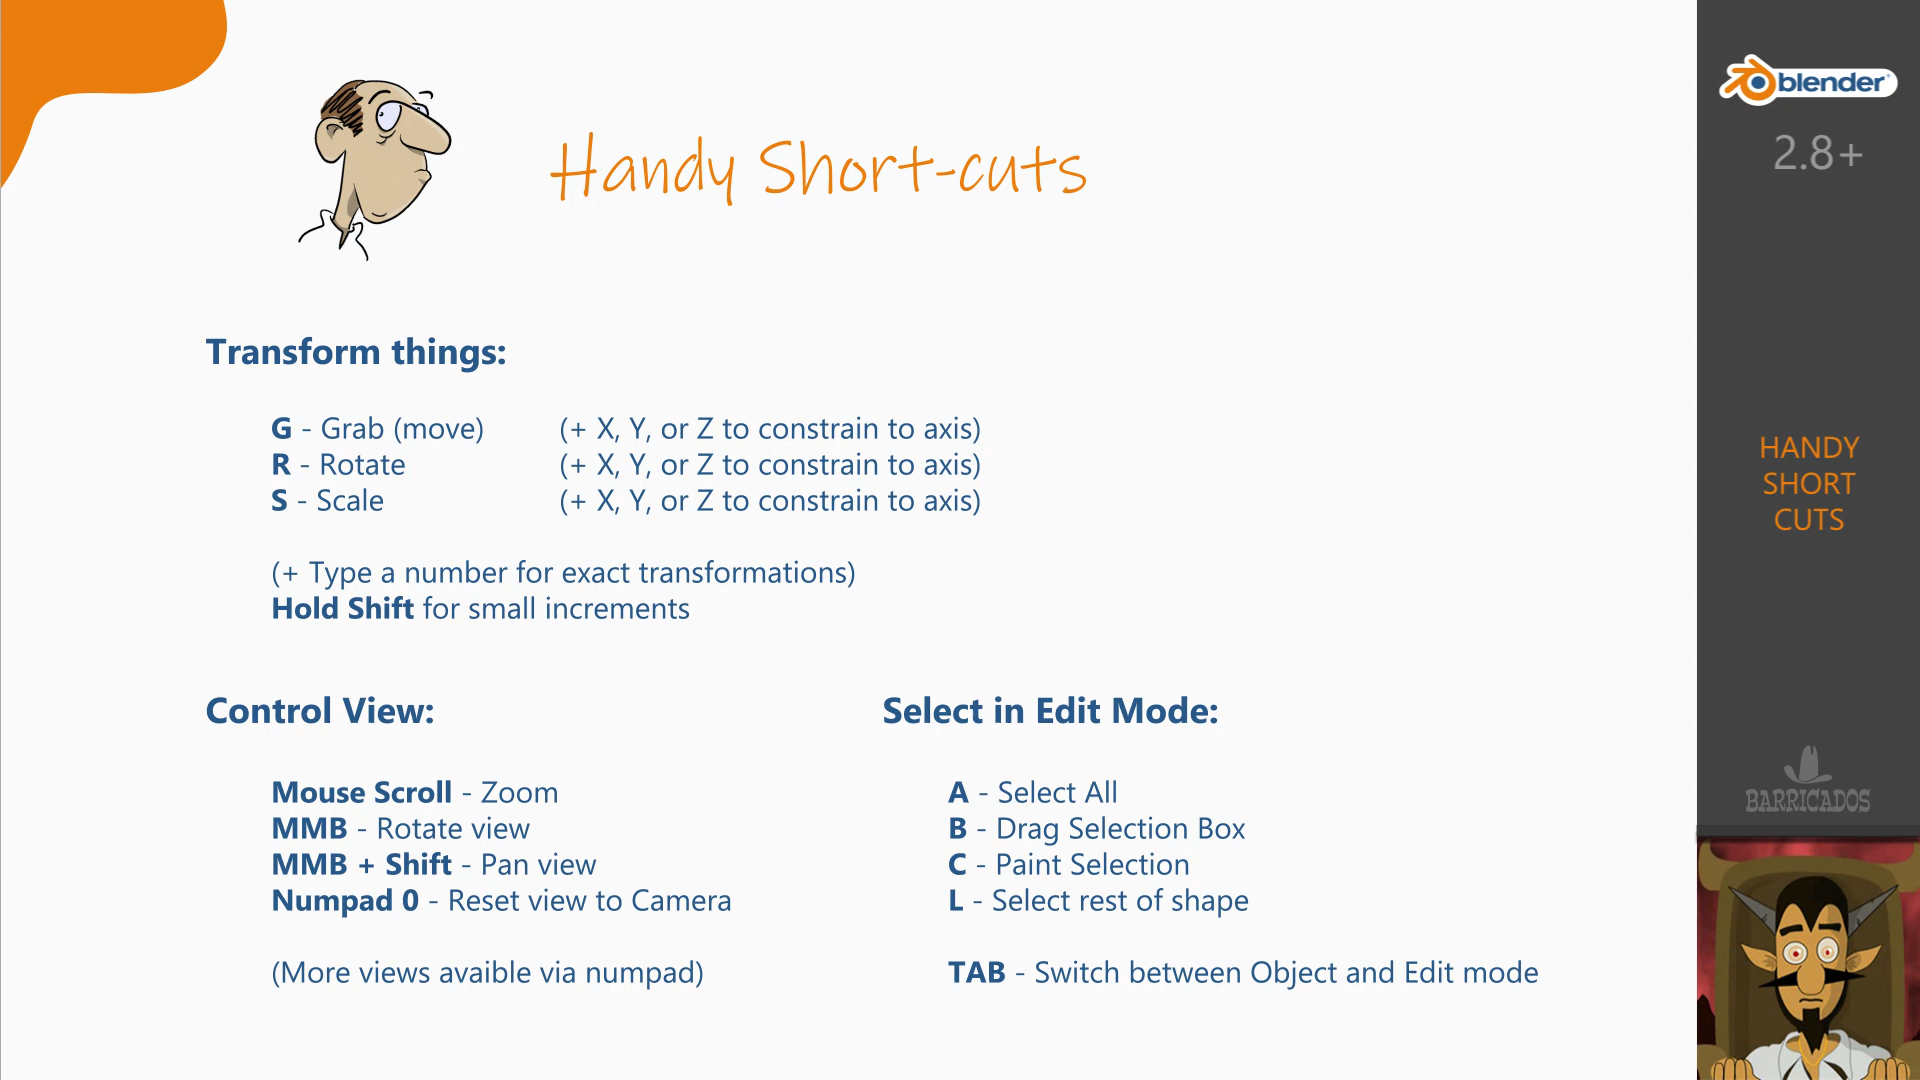 Handy Short-cuts
Transform things:
G - Grab (move) (+ X, Y, or Z to constrain to axis)
R - Rotate (+ X, Y, or Z to constrain to axis)
S - Scale (+ X, Y, or Z to constrain to axis)
(+ Type a number for exact transformations)
Hold Shift for small increments
Control View:
Mouse Scroll - Zoom
MMB - Rotate view
MMB + Shift - Pan view
Numpad 0 - Reset view to Camera
(More views avaible via numpad)
Select in Edit Mode:
A - Select All
B - Drag Selection Box
C - Paint Selection
L - Select rest of shape
TAB - Switch between Object and Edit mode
blender
2.8+
HANDY
SHORT
CUTS
BARRICADOS